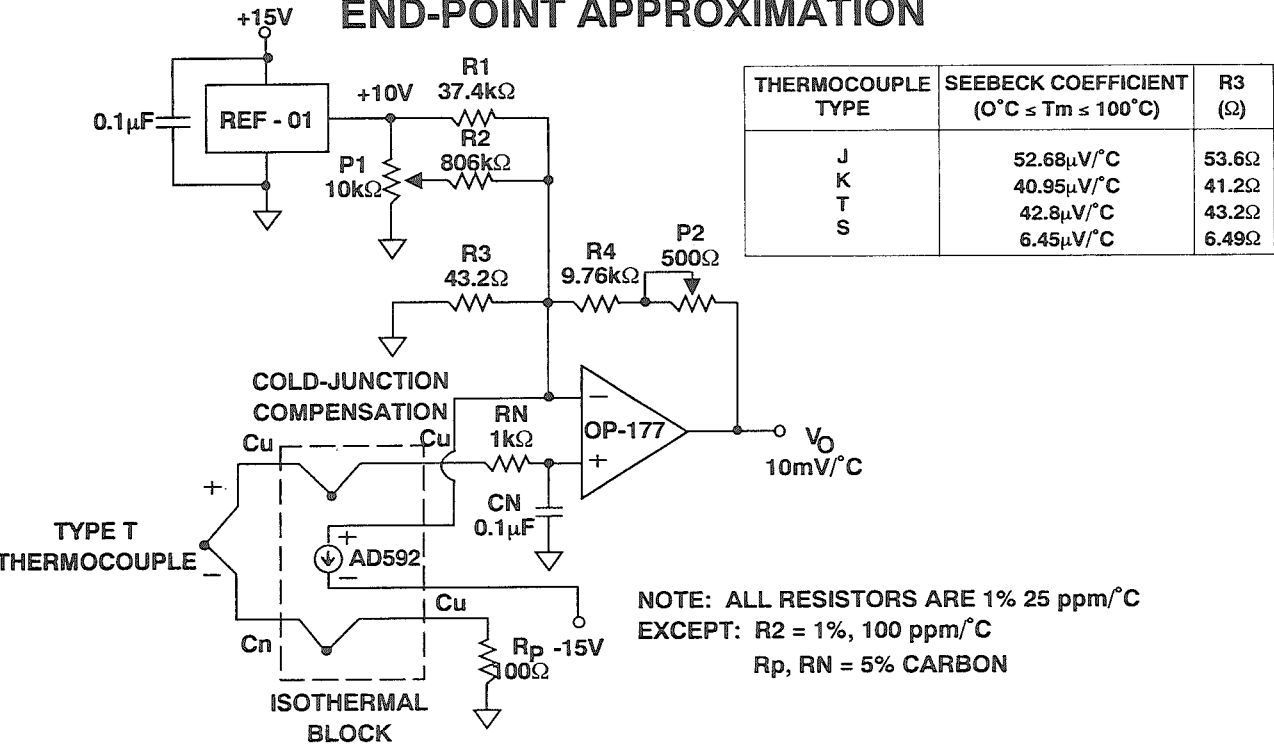 END-POINT APPROXIMATION
+15V
REF - 01
0.1μF
+10V
R1
37.4kΩ
R2
806kΩ
P1
10kΩ
R3
43.2Ω
R4
9.76kΩ
P2
500Ω
THERMOCOUPLE TYPE
SEEBECK COEFFICIENT (O°C ≤ Tm ≤ 100°C)
R3 (Ω)
J 52.68μV/°C 53.6Ω
K 40.95μV/°C 41.2Ω
T 42.8μV/°C 43.2Ω
S 6.45μV/°C 6.49Ω
COLD-JUNCTION
COMPENSATION
Cu
Cu
RN
1kΩ
−
OP-177
+
VO
10mV/°C
CN
0.1μF
+
TYPE T
THERMOCOUPLE
−
+
AD592
−
Cu
Cn
RP
100Ω
-15V
ISOTHERMAL
BLOCK
NOTE: ALL RESISTORS ARE 1% 25 ppm/°C
EXCEPT: R2 = 1%, 100 ppm/°C
Rp, RN = 5% CARBON